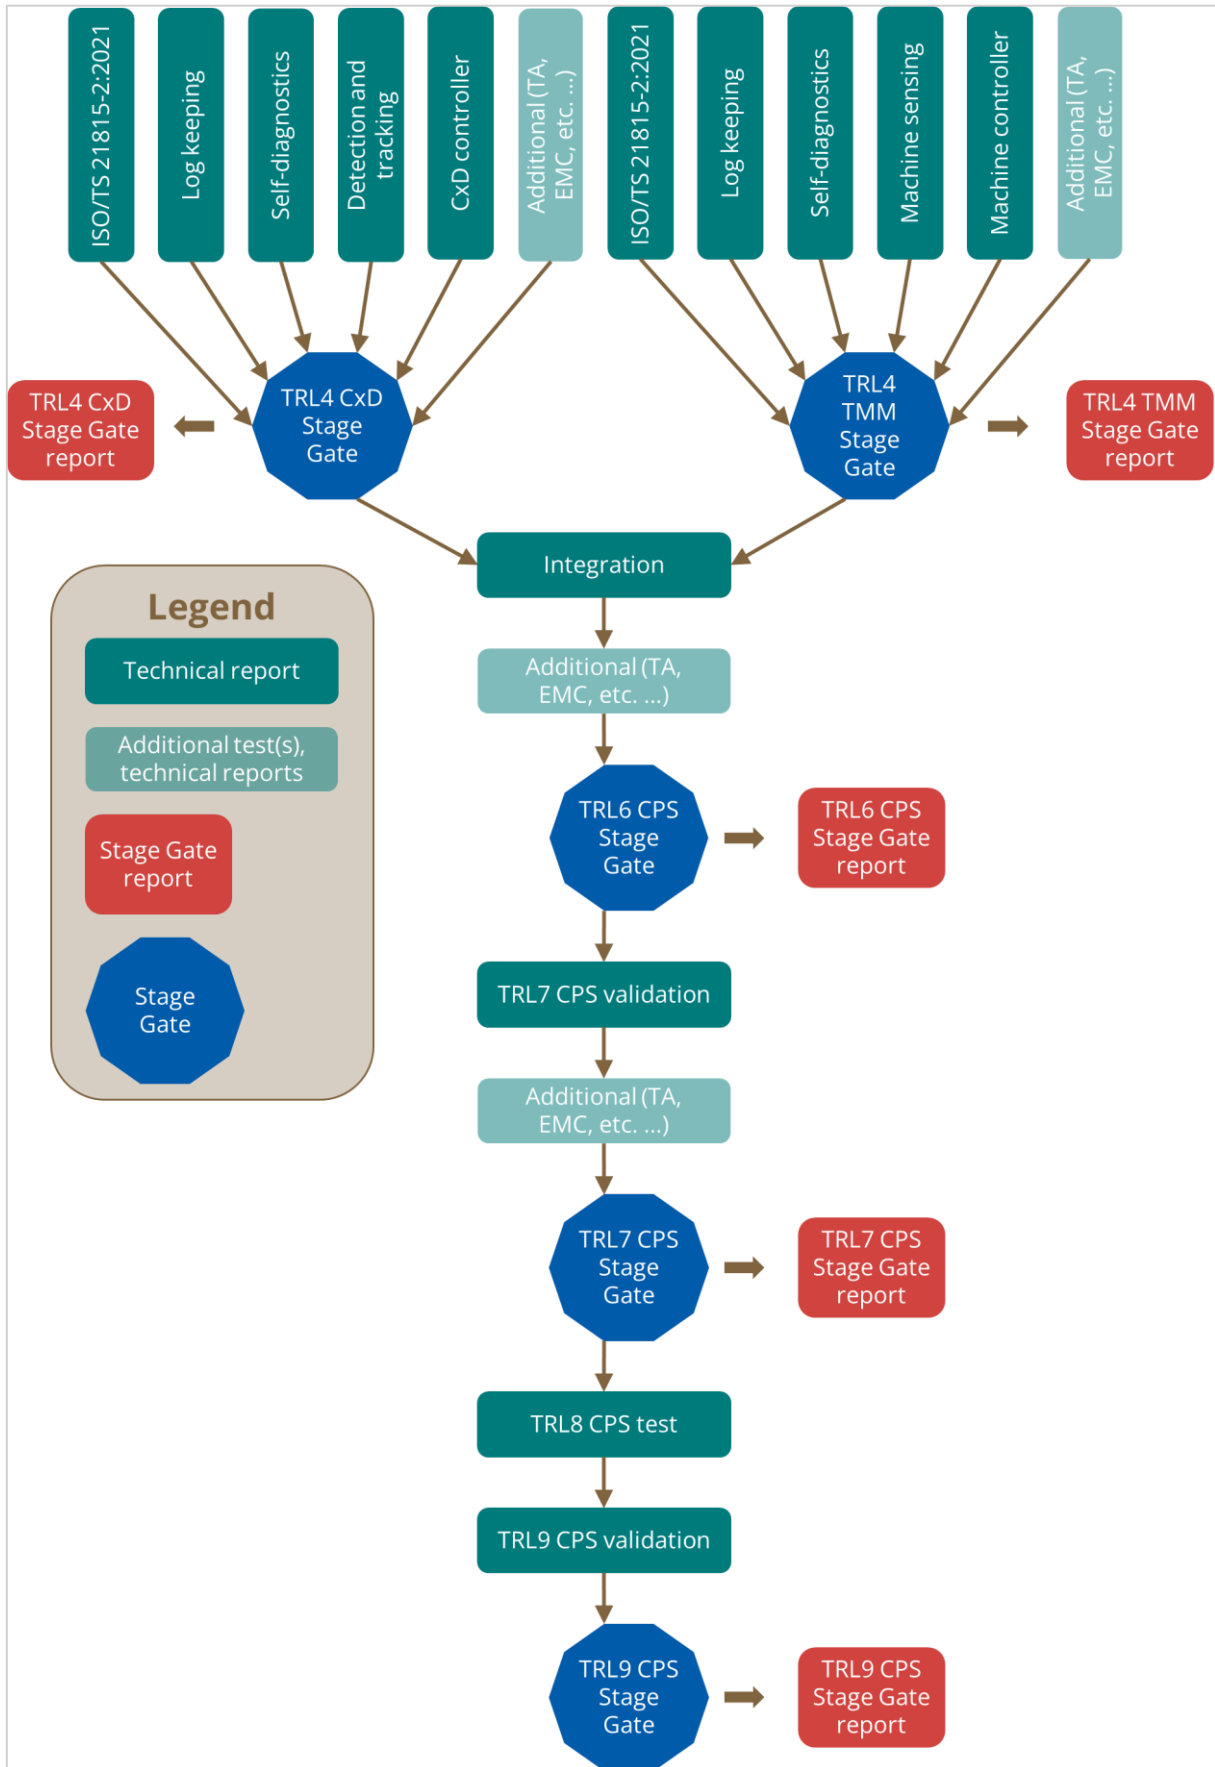 ISO/TS 21815-2:2021
Log keeping
Self-diagnostics
Detection and
tracking
CxD controller
Additional (TA,
EMC, etc. ...)
ISO/TS 21815-2:2021
Log keeping
Self-diagnostics
Machine sensing
Machine controller
Additional (TA,
EMC, etc. ...)
TRL4 CxD
Stage Gate
report
TRL4 CxD
Stage
Gate
TRL4
TMM
Stage
Gate
TRL4 TMM
Stage Gate
report
Integration
Legend
Technical report
Additional test(s),
technical reports
Stage Gate
report
Stage
Gate
Additional (TA,
EMC, etc. ...)
TRL6 CPS
Stage
Gate
TRL6 CPS
Stage Gate
report
TRL7 CPS validation
Additional (TA,
EMC, etc. ...)
TRL7 CPS
Stage
Gate
TRL7 CPS
Stage Gate
report
TRL8 CPS test
TRL9 CPS validation
TRL9 CPS
Stage
Gate
TRL9 CPS
Stage Gate
report